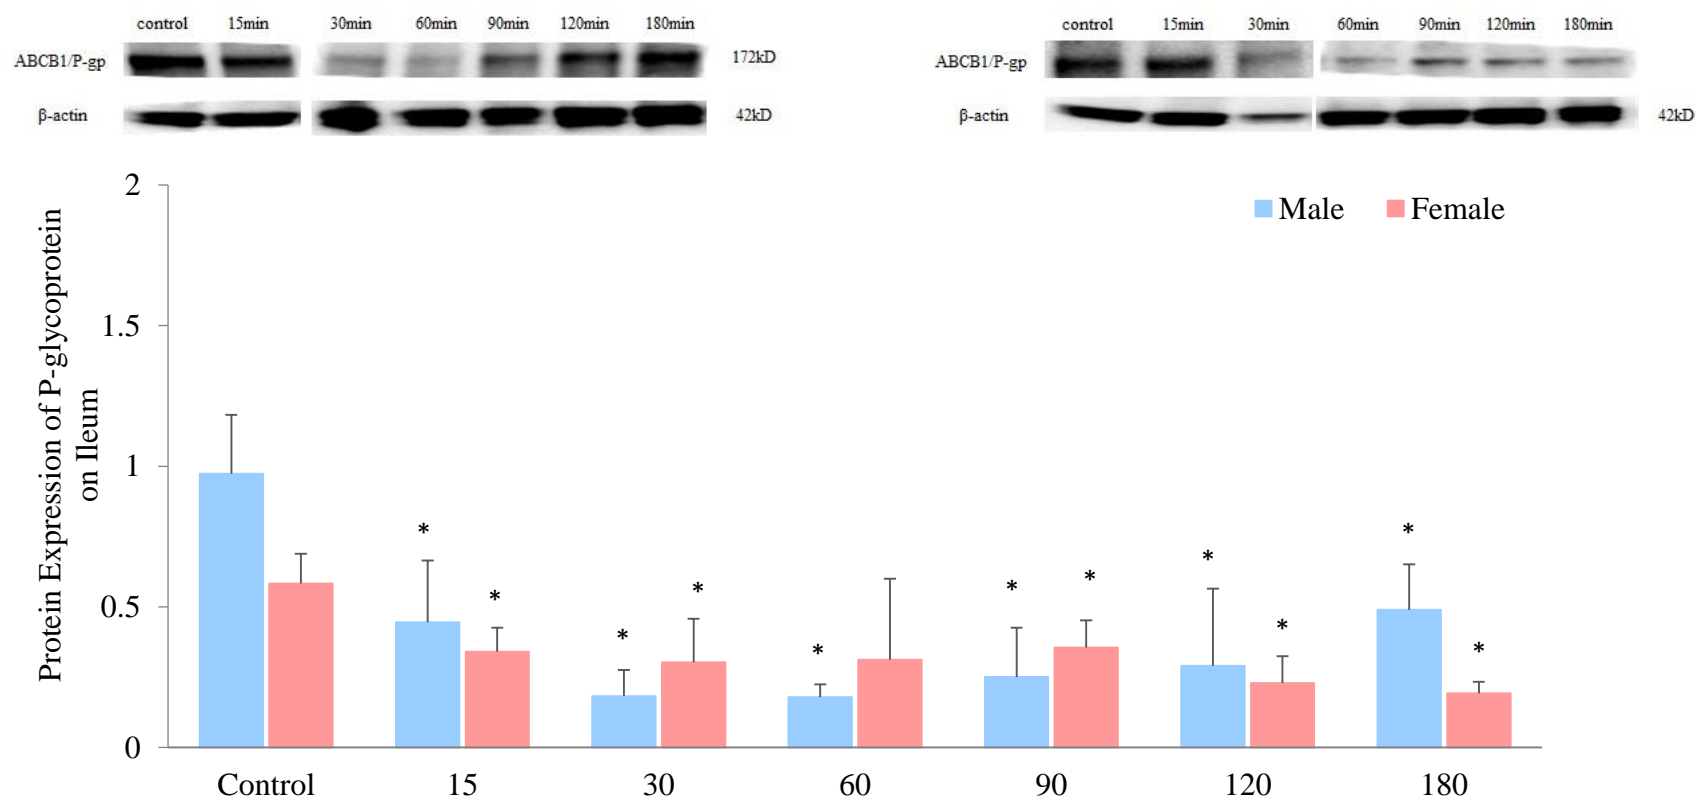 control 15min 30min 60min 90min 120min 180min
ABCB1/P-gp 172kD
β-actin 42kD
control 15min 30min 60min 90min 120min 180min
ABCB1/P-gp
β-actin 42kD
Protein Expression of P-glycoprotein
on Ileum
2
1.5
1
0.5
0
Male Female
* * * * * * * * * * *
Control 15 30 60 90 120 180